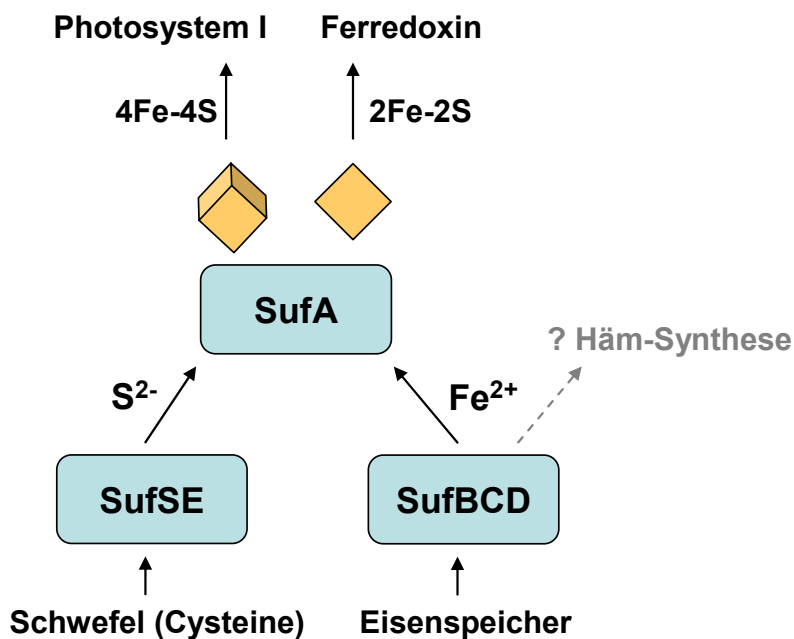 Photosystem I
Ferredoxin
4Fe-4S
2Fe-2S
SufA
? Häm-Synthese
S²⁻
Fe²⁺
SufSE
SufBCD
Schwefel (Cysteine)
Eisenspeicher